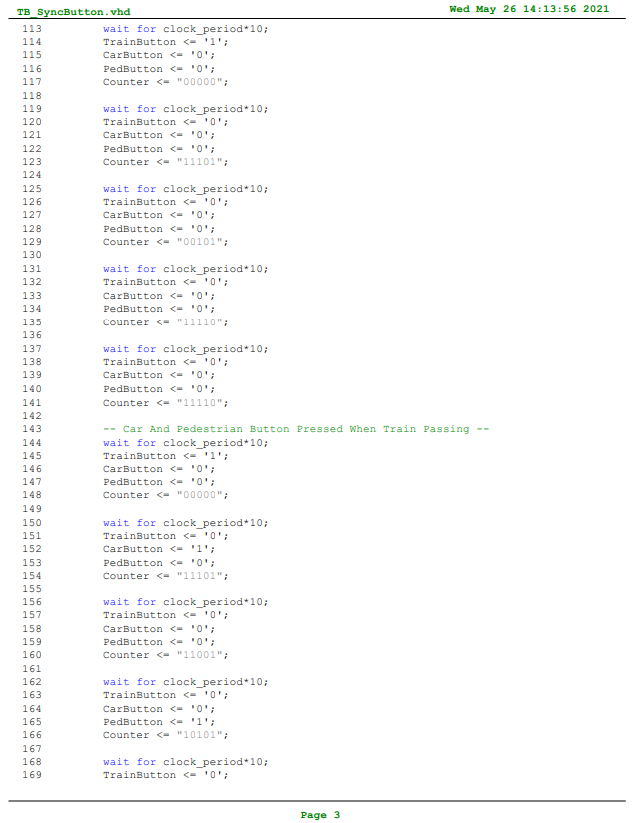 TB_SyncButton.vhd Wed May 26 14:13:56 2021
113 wait for clock_period*10;
114 TrainButton <= '1';
115 CarButton <= '0';
116 PedButton <= '0';
117 Counter <= "00000";
118
119 wait for clock_period*10;
120 TrainButton <= '0';
121 CarButton <= '0';
122 PedButton <= '0';
123 Counter <= "11101";
124
125 wait for clock_period*10;
126 TrainButton <= '0';
127 CarButton <= '0';
128 PedButton <= '0';
129 Counter <= "00101";
130
131 wait for clock_period*10;
132 TrainButton <= '0';
133 CarButton <= '0';
134 PedButton <= '0';
135 Counter <= "11110";
136
137 wait for clock_period*10;
138 TrainButton <= '0';
139 CarButton <= '0';
140 PedButton <= '0';
141 Counter <= "11110";
142
143 -- Car And Pedestrian Button Pressed When Train Passing --
144 wait for clock_period*10;
145 TrainButton <= '1';
146 CarButton <= '0';
147 PedButton <= '0';
148 Counter <= "00000";
149
150 wait for clock_period*10;
151 TrainButton <= '0';
152 CarButton <= '1';
153 PedButton <= '0';
154 Counter <= "11101";
155
156 wait for clock_period*10;
157 TrainButton <= '0';
158 CarButton <= '0';
159 PedButton <= '0';
160 Counter <= "11001";
161
162 wait for clock_period*10;
163 TrainButton <= '0';
164 CarButton <= '0';
165 PedButton <= '1';
166 Counter <= "10101";
167
168 wait for clock_period*10;
169 TrainButton <= '0';
Page 3